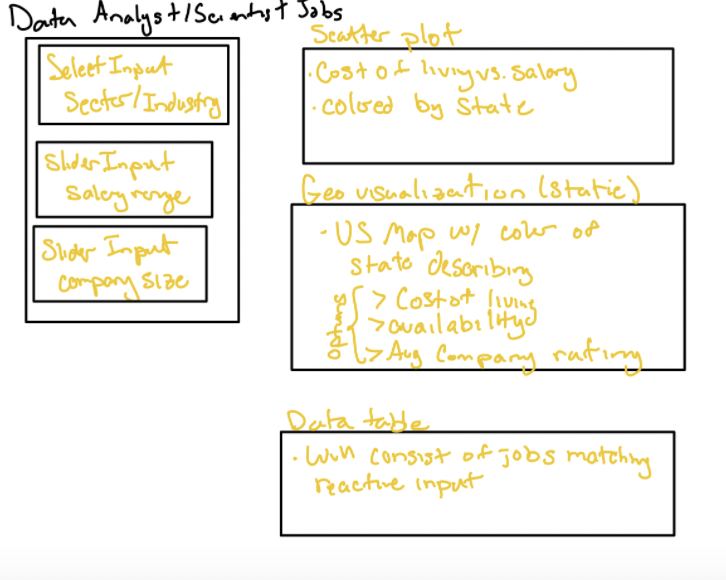 Data Analyst/Scientist Jobs
Select Input
Sector/Industry
Slider Input
Salary range
Slider Input
company size
Scatter plot
· Cost of living vs. Salary
· colored by State
Geo visualization (static)
· US Map w/ color of
state describing
options
> Cost of living
> availability
> Avg Company rating
Data table
· Will consist of jobs matching
reactive input